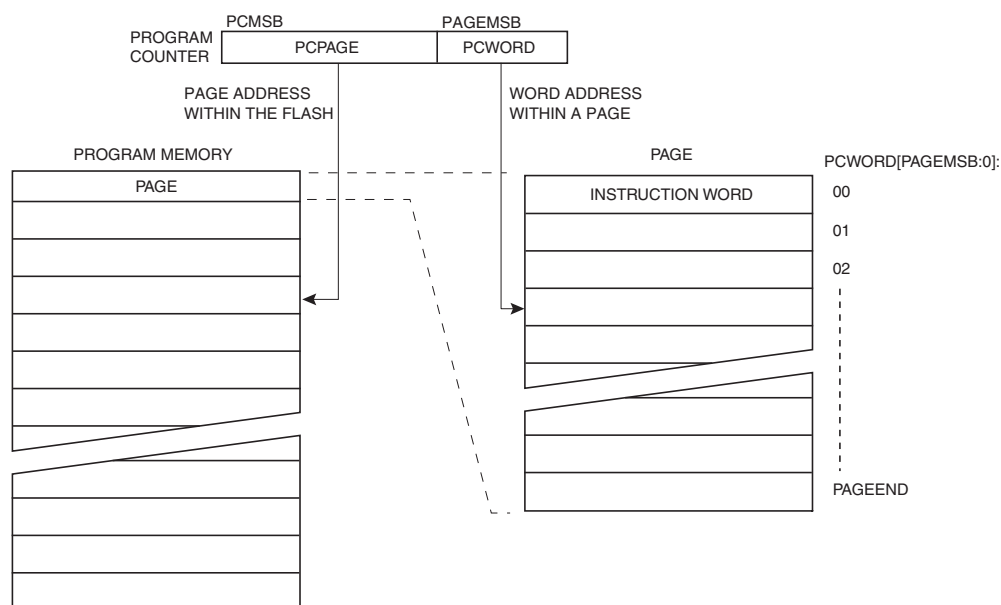 PCMSB
PAGEMSB
PROGRAM
COUNTER
PCPAGE
PCWORD
PAGE ADDRESS
WITHIN THE FLASH
WORD ADDRESS
WITHIN A PAGE
PROGRAM MEMORY
PAGE
PCWORD[PAGEMSB:0]:
PAGE
INSTRUCTION WORD
00
01
02
PAGEEND